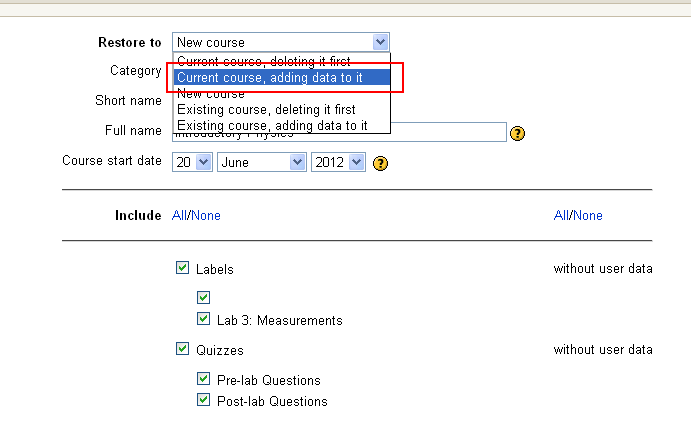 Restore to New course
Current course, deleting it first
Category
Current course, adding data to it
New course
Short name
Existing course, deleting it first
Existing course, adding data to it
Full name Introductory Physics ?
Course start date 20 June 2012 ?
Include All/None All/None
Labels without user data
Lab 3: Measurements
Quizzes without user data
Pre-lab Questions
Post-lab Questions